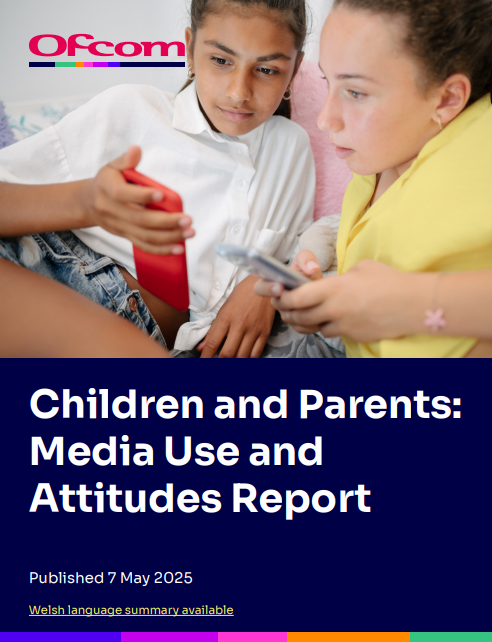 Ofcom
Children and Parents:
Media Use and
Attitudes Report
Published 7 May 2025
Welsh language summary available